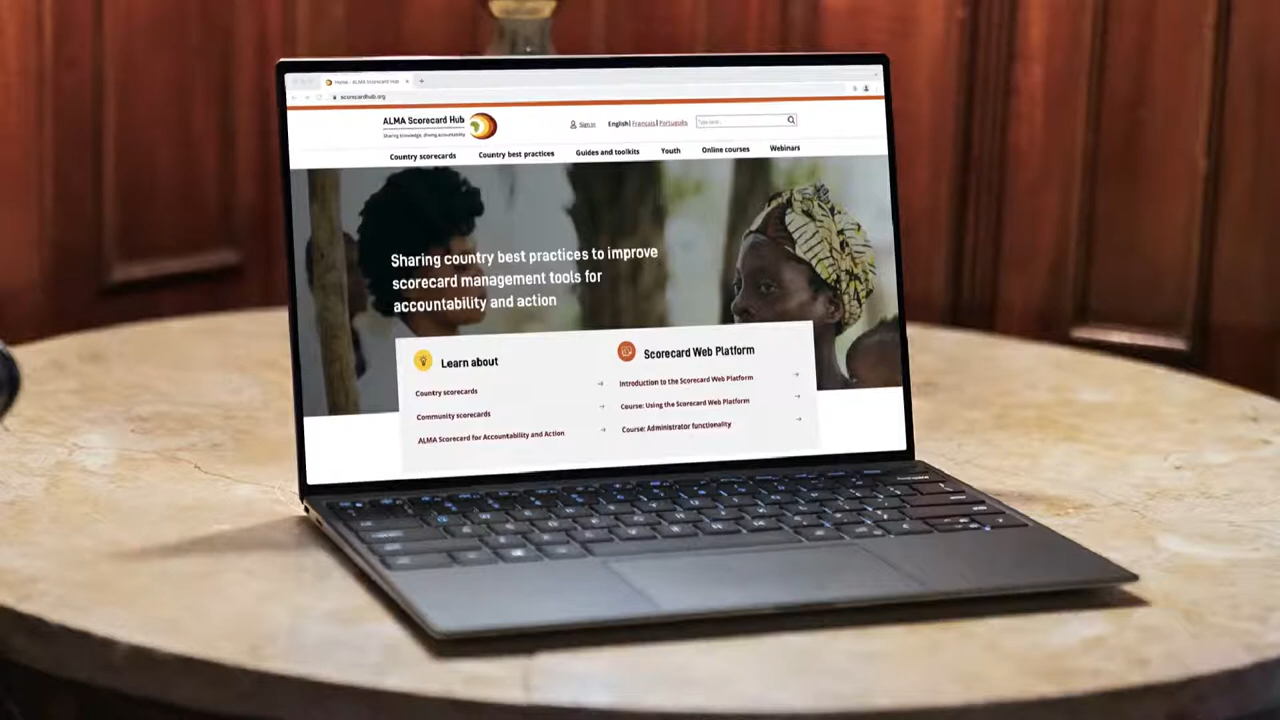 Home - ALMA Scorecard Hub
scorecardhub.org
ALMA Scorecard Hub
Sharing knowledge, driving accountability
Sign in
English| Français| Português
Type here...
Country scorecards
Country best practices
Guides and toolkits
Youth
Online courses
Webinars
Sharing country best practices to improve
scorecard management tools for
accountability and action
Learn about
Country scorecards
Community scorecards
ALMA Scorecard for Accountability and Action
Scorecard Web Platform
Introduction to the Scorecard Web Platform
Course: Using the Scorecard Web Platform
Course: Administrator functionality